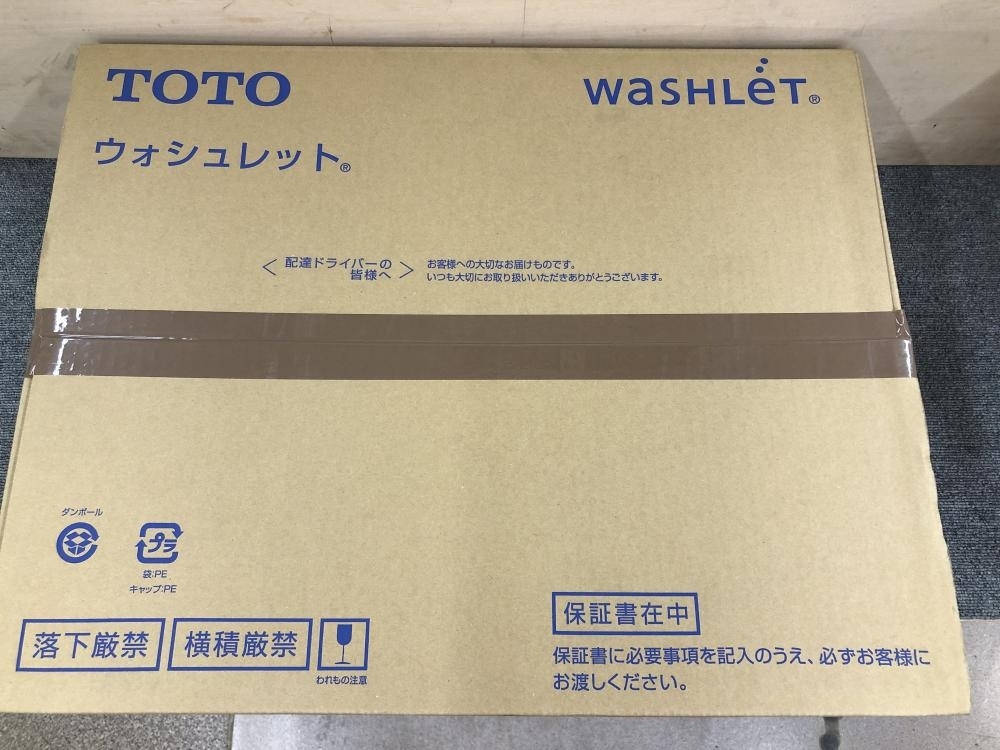 TOTO
WASHLET®
ウォシュレット®
＜配達ドライバーの
皆様へ＞
お客様への大切なお届けものです。
いつも大切にお取り扱いいただきありがとうございます。
ダンボール
プラ
袋:PE
キャップ:PE
落下厳禁
横積厳禁
われもの注意
保証書在中
保証書に必要事項を記入のうえ、必ずお客様に
お渡しください。